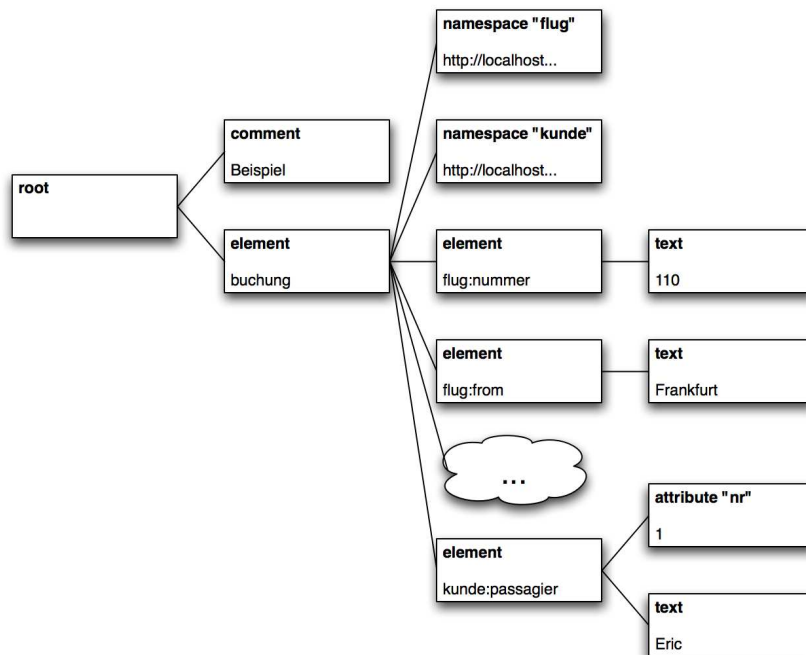 namespace "flug"
http://localhost...
comment
Beispiel
namespace "kunde"
http://localhost...
root
element
buchung
element
flug:nummer
text
110
element
flug:from
text
Frankfurt
...
attribute "nr"
1
element
kunde:passagier
text
Eric